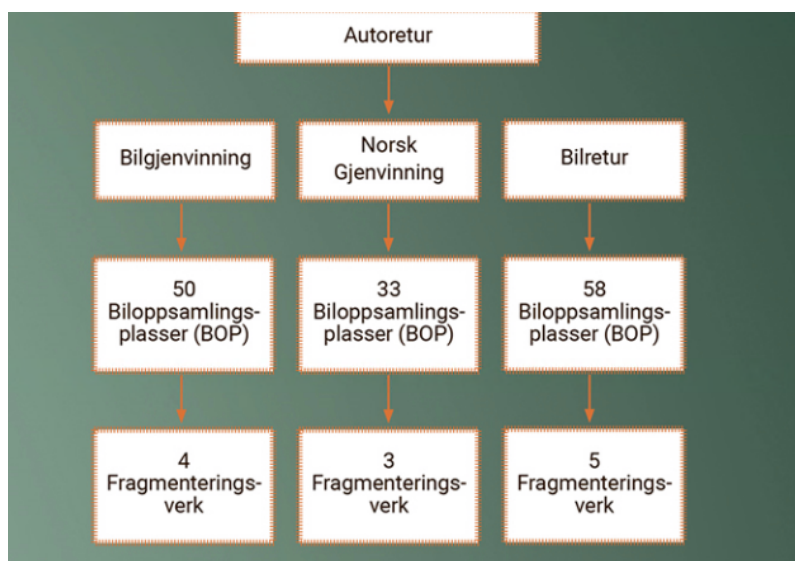 Autoretur
Bilgjenvinning
Norsk
Gjenvinning
Bilretur
50
Biloppsamlings-
plasser (BOP)
33
Biloppsamlings-
plasser (BOP)
58
Biloppsamlings-
plasser (BOP)
4
Fragmenterings-
verk
3
Fragmenterings-
verk
5
Fragmenterings-
verk